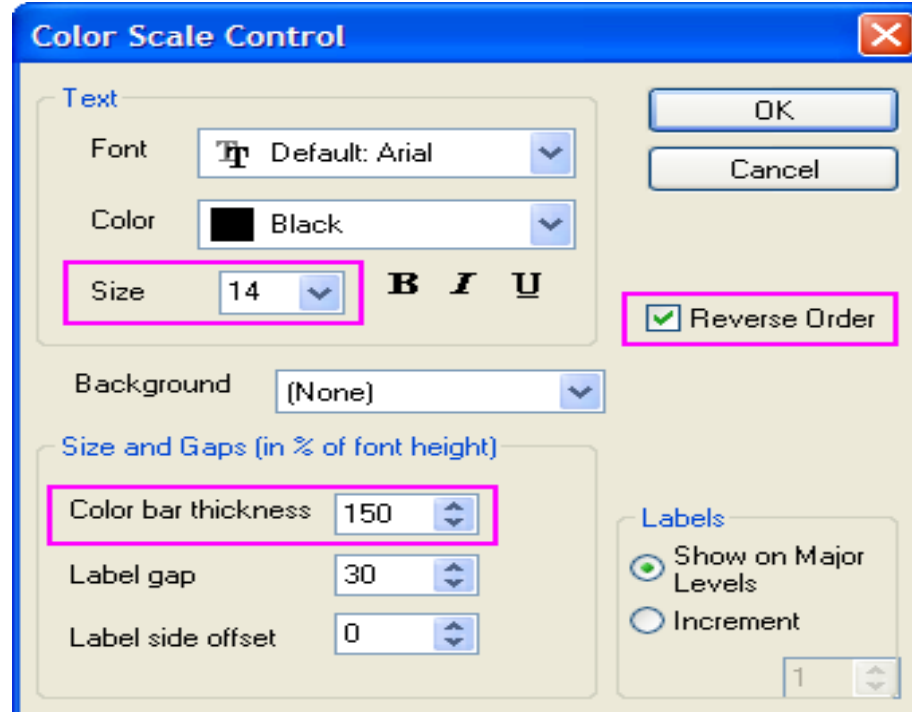 Color Scale Control
Text
Font Default: Arial
OK
Cancel
Color Black
Size 14 B I U
Reverse Order
Background (None)
Size and Gaps (in % of font height)
Color bar thickness 150
Label gap 30
Label side offset 0
Labels
Show on Major
Levels
Increment
1